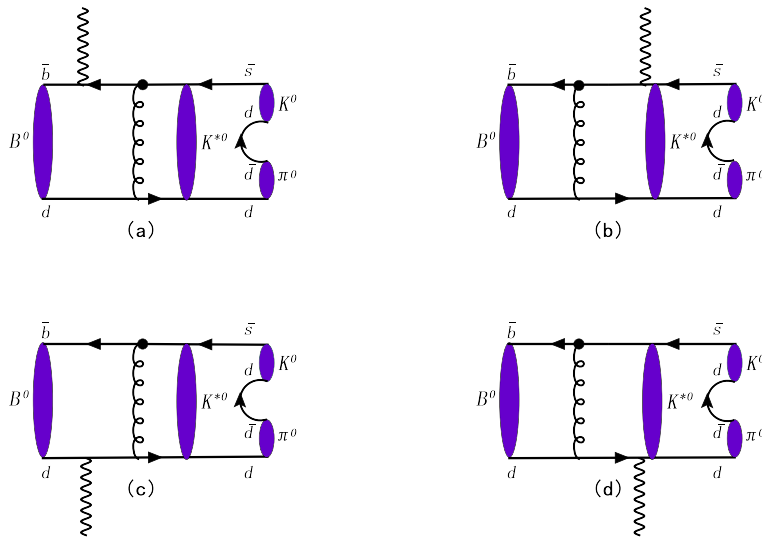 b̄ s̄ b̄ s̄
K⁰ K⁰
d d
B⁰ K*⁰ B⁰ K*⁰
d̄ d̄
π⁰ π⁰
d d d d
(a) (b)
b̄ s̄ b̄ s̄
K⁰ K⁰
d d
B⁰ K*⁰ B⁰ K*⁰
d̄ d̄
π⁰ π⁰
d d d d
(c) (d)